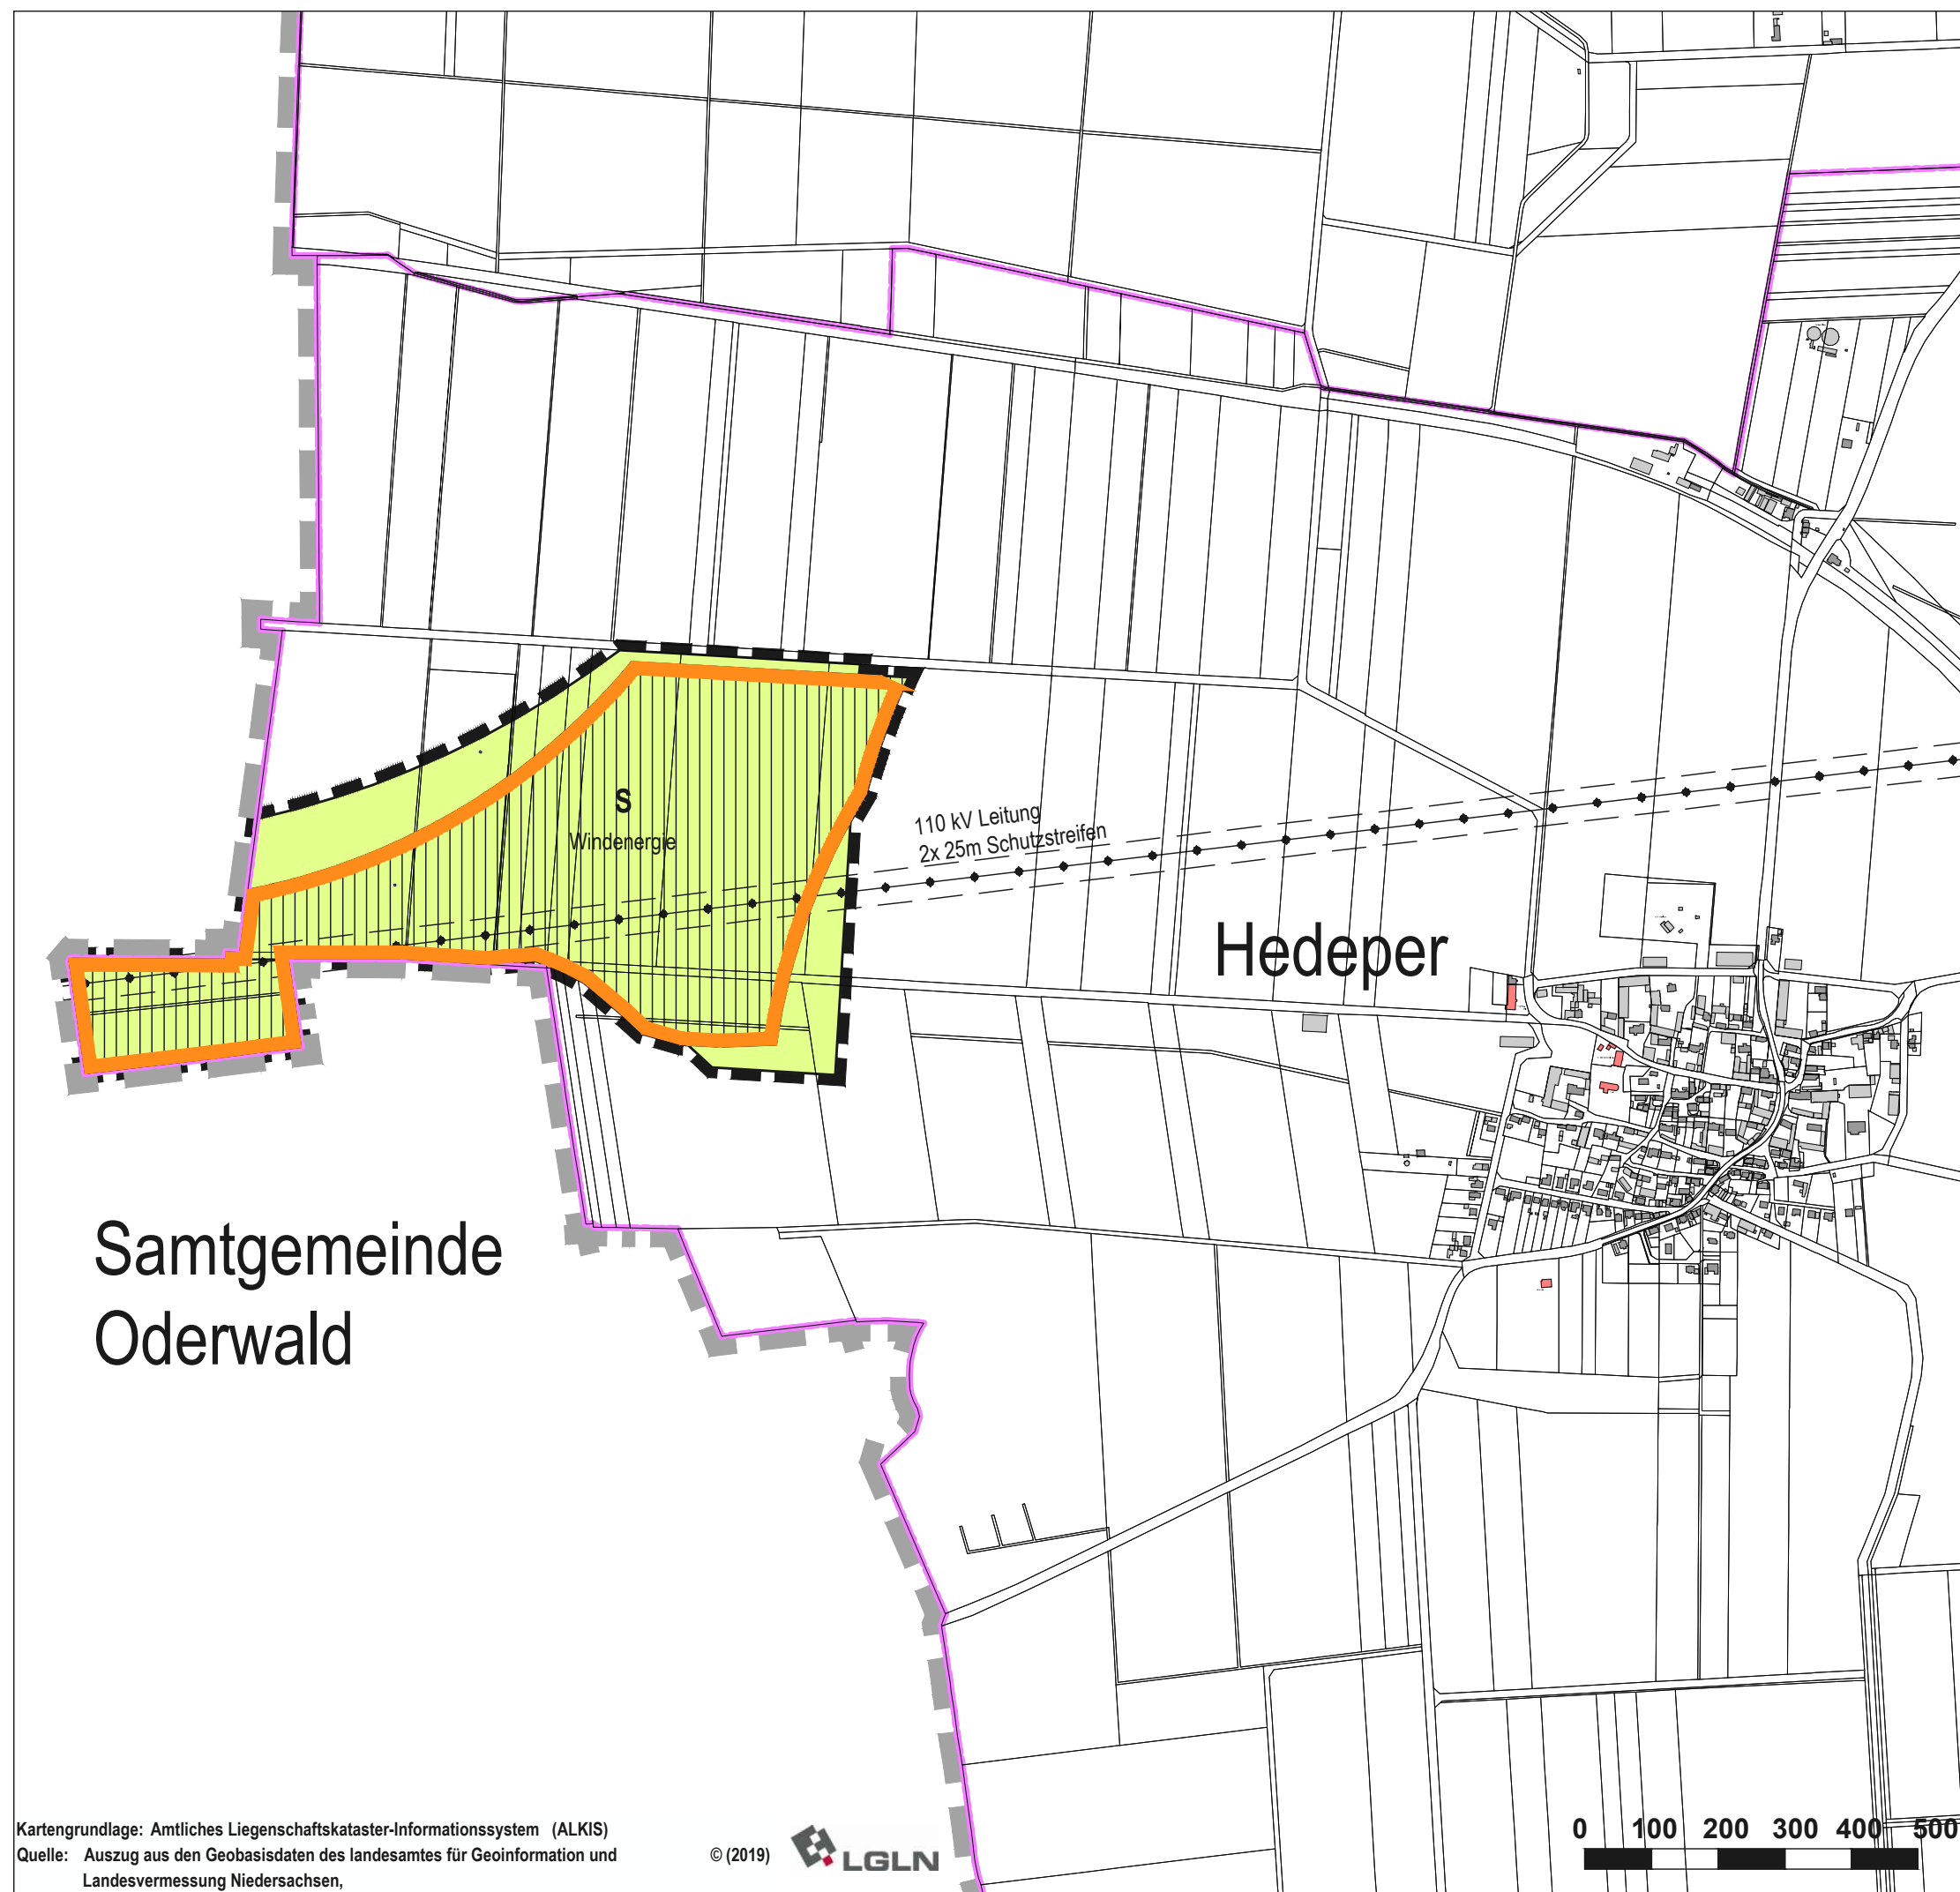 S
Windenergie
110 kV Leitung
2x 25m Schutzstreifen
Hedeper
Samtgemeinde
Oderwald
Kartengrundlage: Amtliches Liegenschaftskataster-Informationssystem (ALKIS)
Quelle: Auszug aus den Geobasisdaten des landesamtes für Geoinformation und
Landesvermessung Niedersachsen,
© (2019)
LGLN
0 100 200 300 400 500